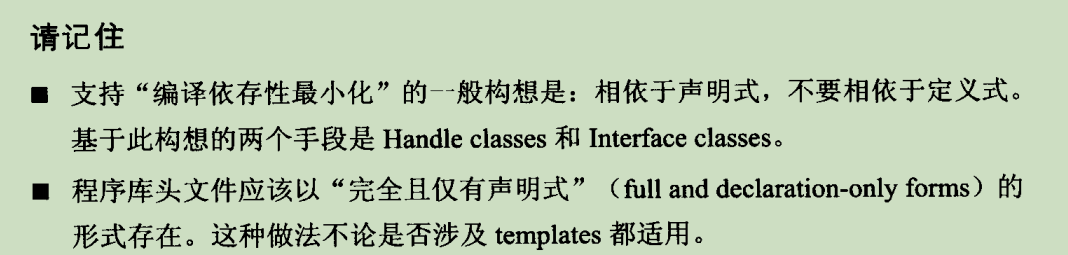 请记住
■ 支持“编译依存性最小化”的一般构想是：相依于声明式，不要相依于定义式。
基于此构想的两个手段是 Handle classes 和 Interface classes。
■ 程序库头文件应该以“完全且仅有声明式”（full and declaration-only forms）的
形式存在。这种做法不论是否涉及 templates 都适用。